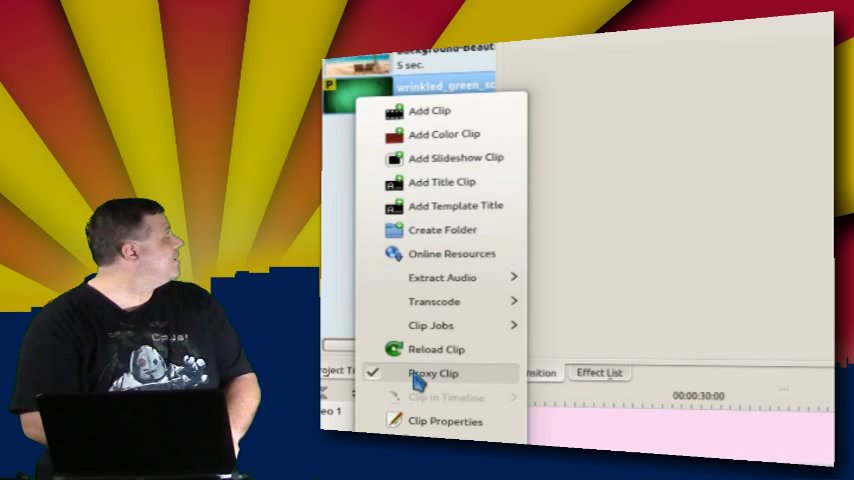 background-Beaut
5 sec.
P
wrinkled_green_sc
Add Clip
Add Color Clip
Add Slideshow Clip
Add Title Clip
Add Template Title
Create Folder
Online Resources
Extract Audio
Transcode
Clip Jobs
Reload Clip
Proxy Clip
Clip in Timeline
Clip Properties
roject Tr
nsition
Effect List
00:00:30:00
eo 1